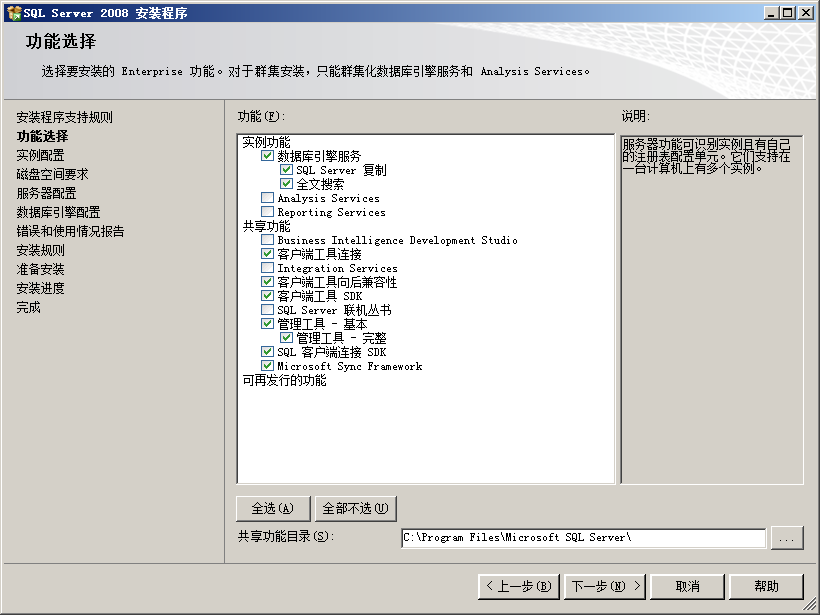 SQL Server 2008 安装程序
功能选择
选择要安装的 Enterprise 功能。对于群集安装，只能群集化数据库引擎服务和 Analysis Services。
安装程序支持规则
功能选择
实例配置
磁盘空间要求
服务器配置
数据库引擎配置
错误和使用情况报告
安装规则
准备安装
安装进度
完成
功能(F):
实例功能
数据库引擎服务
SQL Server 复制
全文搜索
Analysis Services
Reporting Services
共享功能
Business Intelligence Development Studio
客户端工具连接
Integration Services
客户端工具向后兼容性
客户端工具 SDK
SQL Server 联机丛书
管理工具 - 基本
管理工具 - 完整
SQL 客户端连接 SDK
Microsoft Sync Framework
可再发行的功能
说明:
服务器功能可识别实例且有自己
的注册表配置单元。它们支持在
一台计算机上有多个实例。
全选(A)
全部不选(U)
共享功能目录(S):
C:\Program Files\Microsoft SQL Server\
...
< 上一步(B)
下一步(N) >
取消
帮助